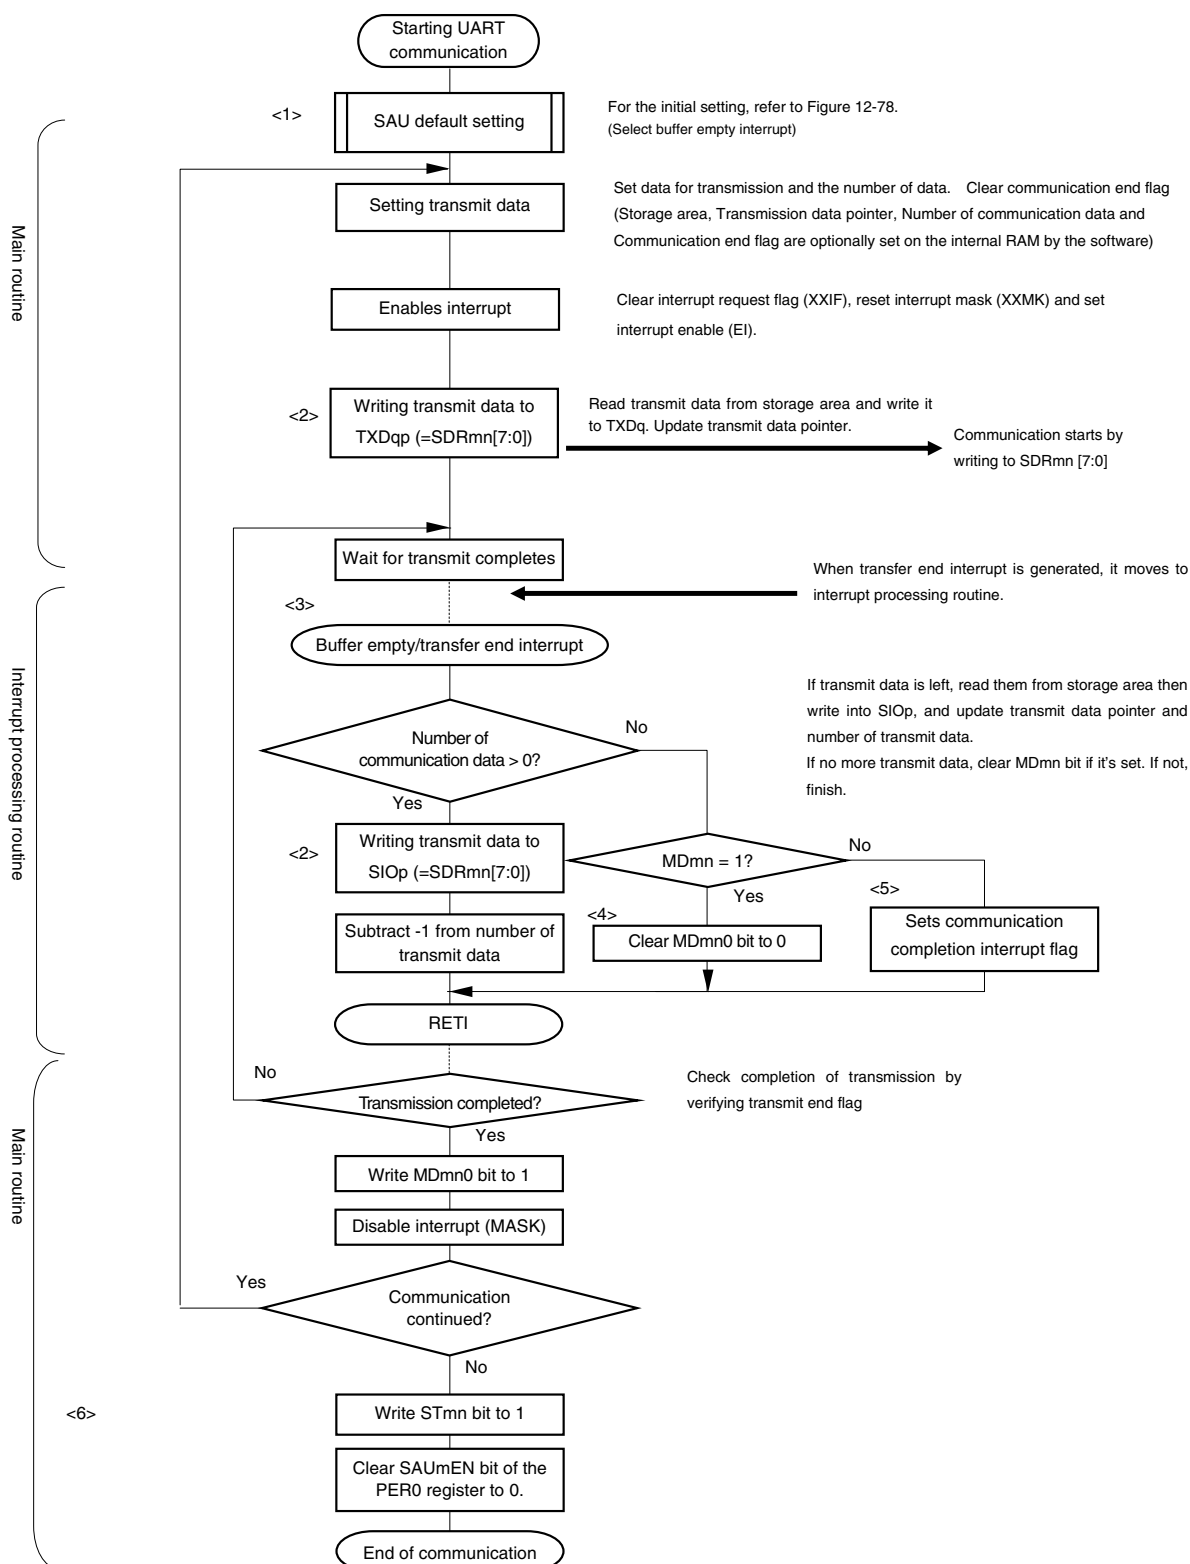 Starting UART
communication
<1>
SAU default setting
For the initial setting, refer to Figure 12-78.
(Select buffer empty interrupt)
Setting transmit data
Set data for transmission and the number of data. Clear communication end flag
(Storage area, Transmission data pointer, Number of communication data and
Communication end flag are optionally set on the internal RAM by the software)
Main routine
Enables interrupt
Clear interrupt request flag (XXIF), reset interrupt mask (XXMK) and set
interrupt enable (EI).
<2>
Writing transmit data to
TXDqp (=SDRmn[7:0])
Read transmit data from storage area and write it
to TXDq. Update transmit data pointer.
Communication starts by
writing to SDRmn [7:0]
Wait for transmit completes
When transfer end interrupt is generated, it moves to
interrupt processing routine.
<3>
Buffer empty/transfer end interrupt
Interrupt processing routine
If transmit data is left, read them from storage area then
write into SIOp, and update transmit data pointer and
number of transmit data.
If no more transmit data, clear MDmn bit if it's set. If not,
finish.
Number of
communication data > 0?
No
Yes
<2>
Writing transmit data to
SIOp (=SDRmn[7:0])
MDmn = 1?
No
Yes
<4>
<5>
Subtract -1 from number of
transmit data
Clear MDmn0 bit to 0
Sets communication
completion interrupt flag
RETI
No
Transmission completed?
Check completion of transmission by
verifying transmit end flag
Yes
Main routine
Write MDmn0 bit to 1
Disable interrupt (MASK)
Yes
Communication
continued?
No
<6>
Write STmn bit to 1
Clear SAUmEN bit of the
PER0 register to 0.
End of communication